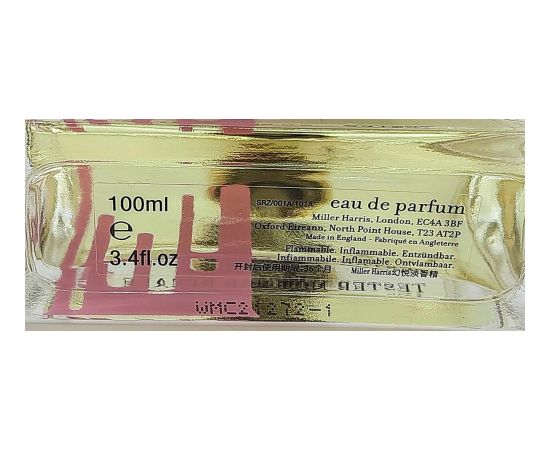 100ml
e
3.4fl.oz
SRZ/001A/101A
eau de parfum
Miller Harris, London, EC4A 3BF
Oxford Eireann, North Point House, T23 AT2P
Made in England - Fabriqué en Angleterre
Flammable. Inflammable. Entzündbar.
Infiammabile. Inflamable. Ontvlambaar.
开封后使用期限:36个月
Miller Harris幻悦淡香精
TESTER